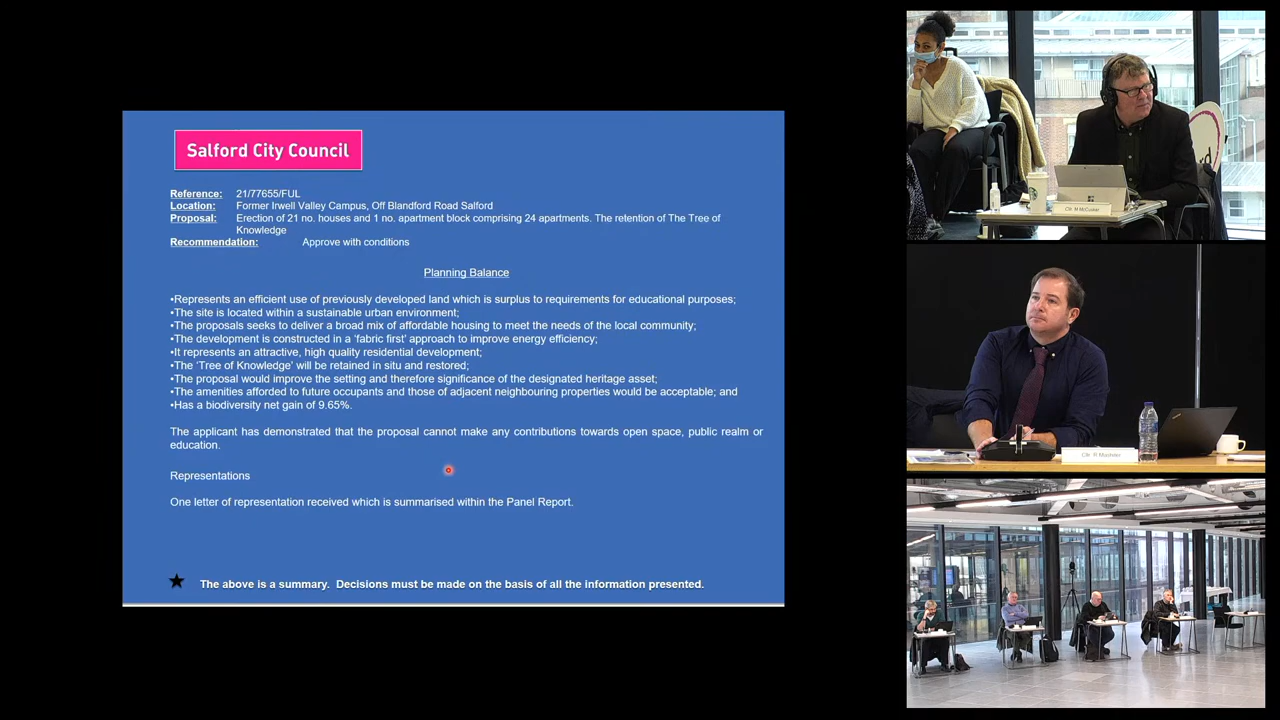 Salford City Council
Reference: 21/77655/FUL
Location: Former Irwell Valley Campus, Off Blandford Road Salford
Proposal: Erection of 21 no. houses and 1 no. apartment block comprising 24 apartments. The retention of The Tree of
Knowledge
Recommendation: Approve with conditions
Planning Balance
•Represents an efficient use of previously developed land which is surplus to requirements for educational purposes;
•The site is located within a sustainable urban environment;
•The proposals seeks to deliver a broad mix of affordable housing to meet the needs of the local community;
•The development is constructed in a ‘fabric first’ approach to improve energy efficiency;
•It represents an attractive, high quality residential development;
•The ‘Tree of Knowledge’ will be retained in situ and restored;
•The proposal would improve the setting and therefore significance of the designated heritage asset;
•The amenities afforded to future occupants and those of adjacent neighbouring properties would be acceptable; and
•Has a biodiversity net gain of 9.65%.
The applicant has demonstrated that the proposal cannot make any contributions towards open space, public realm or
education.
Representations
One letter of representation received which is summarised within the Panel Report.
The above is a summary. Decisions must be made on the basis of all the information presented.
Cllr M McCusker
Cllr R